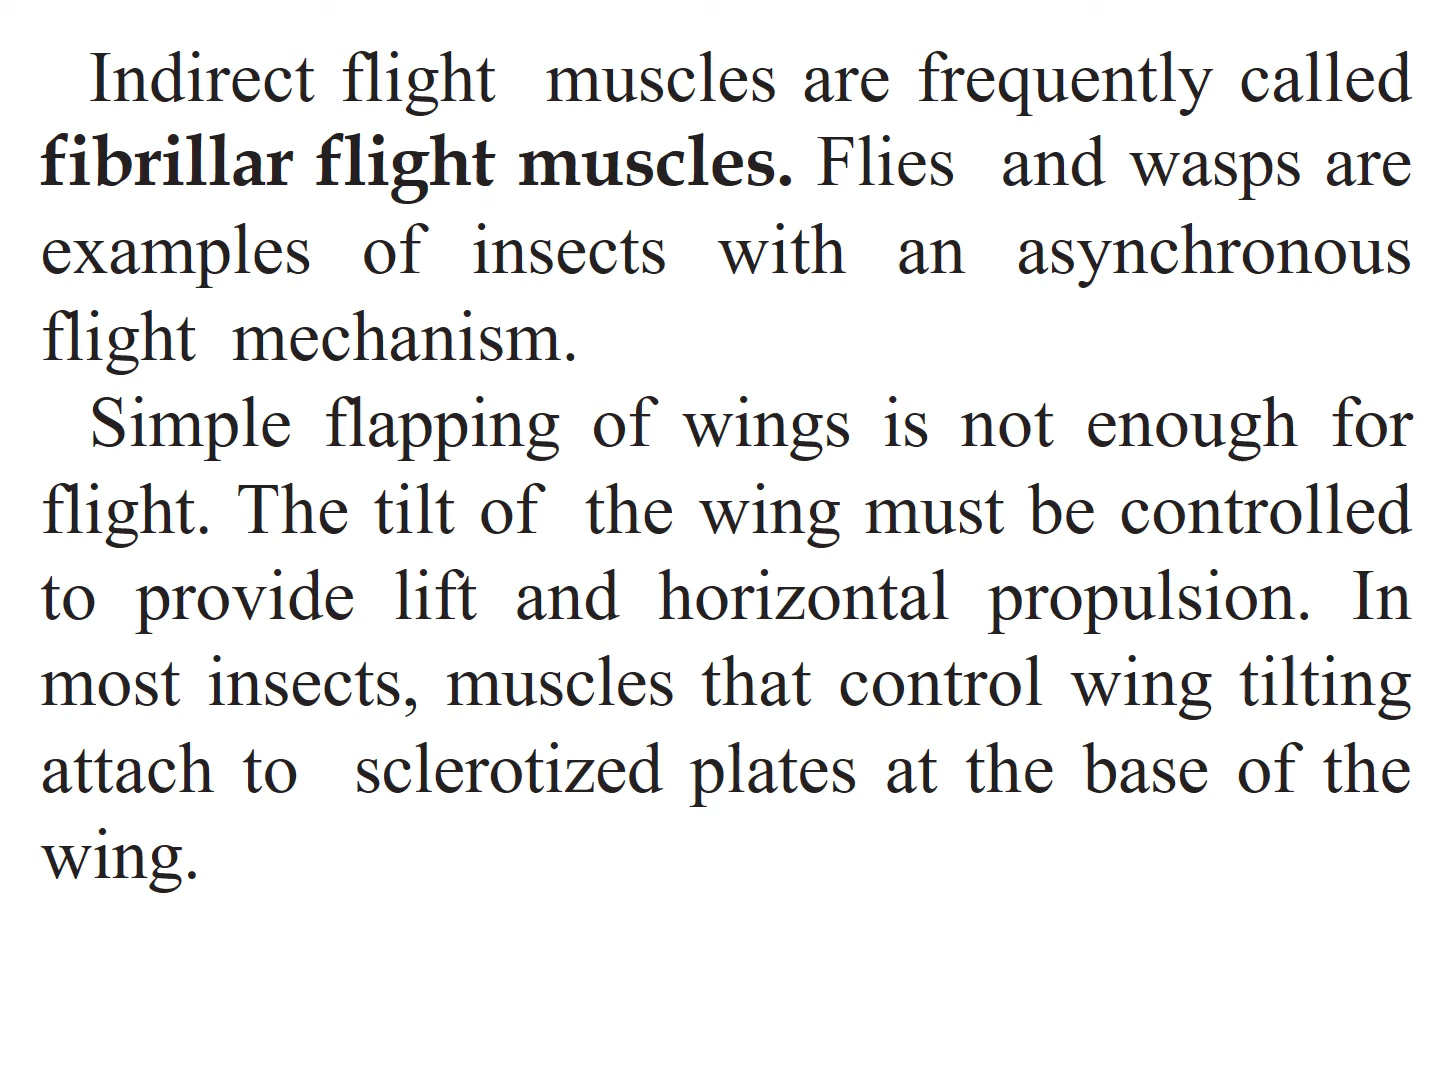 Indirect flight muscles are frequently called
fibrillar flight muscles. Flies and wasps are
examples of insects with an asynchronous
flight mechanism.
Simple flapping of wings is not enough for
flight. The tilt of the wing must be controlled
to provide lift and horizontal propulsion. In
most insects, muscles that control wing tilting
attach to sclerotized plates at the base of the
wing.